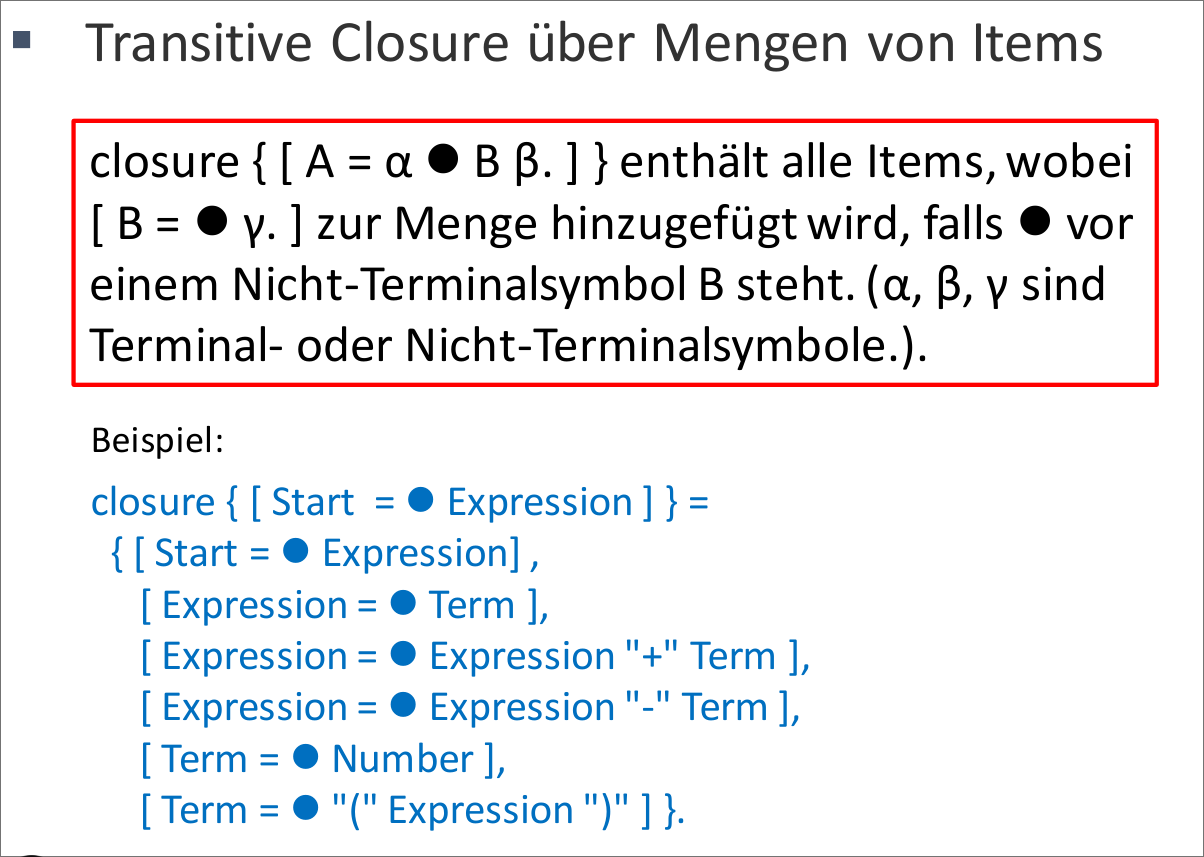 ▪ Transitive Closure über Mengen von Items
closure { [ A = α ● B β. ] } enthält alle Items, wobei
[ B = ● γ. ] zur Menge hinzugefügt wird, falls ● vor
einem Nicht-Terminalsymbol B steht. (α, β, γ sind
Terminal- oder Nicht-Terminalsymbole.).
Beispiel:
closure { [ Start = ● Expression ] } =
{ [ Start = ● Expression] ,
[ Expression = ● Term ],
[ Expression = ● Expression "+" Term ],
[ Expression = ● Expression "-" Term ],
[ Term = ● Number ],
[ Term = ● "(" Expression ")" ] }.